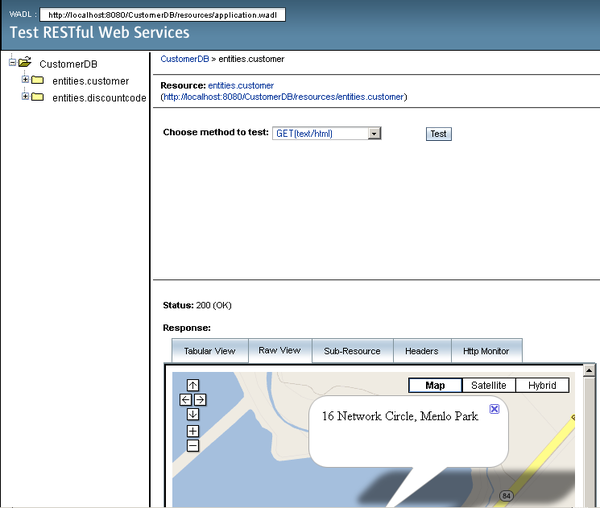 WADL : http://localhost:8080/CustomerDB/resources/application.wadl
Test RESTful Web Services
CustomerDB
entities.customer
entities.discountcode
CustomerDB > entities.customer
Resource: entities.customer
(http://localhost:8080/CustomerDB/resources/entities.customer)
Choose method to test: GET(text/html) Test
Status: 200 (OK)
Response:
Tabular View Raw View Sub-Resource Headers Http Monitor
Map Satellite Hybrid
16 Network Circle, Menlo Park
84